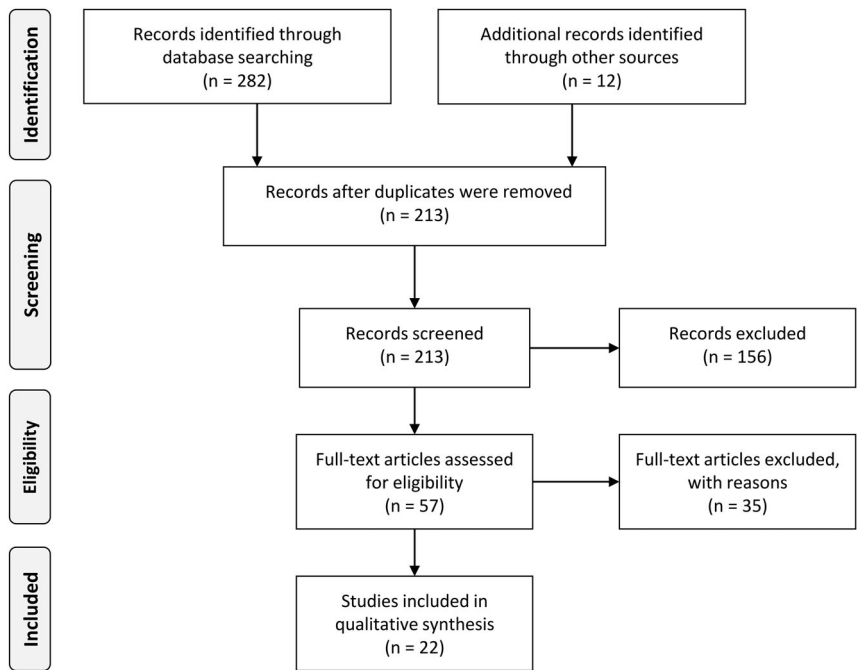 Identification
Records identified through
database searching
(n = 282)
Additional records identified
through other sources
(n = 12)
Screening
Records after duplicates were removed
(n = 213)
Records screened
(n = 213)
Records excluded
(n = 156)
Eligibility
Full-text articles assessed
for eligibility
(n = 57)
Full-text articles excluded,
with reasons
(n = 35)
Included
Studies included in
qualitative synthesis
(n = 22)